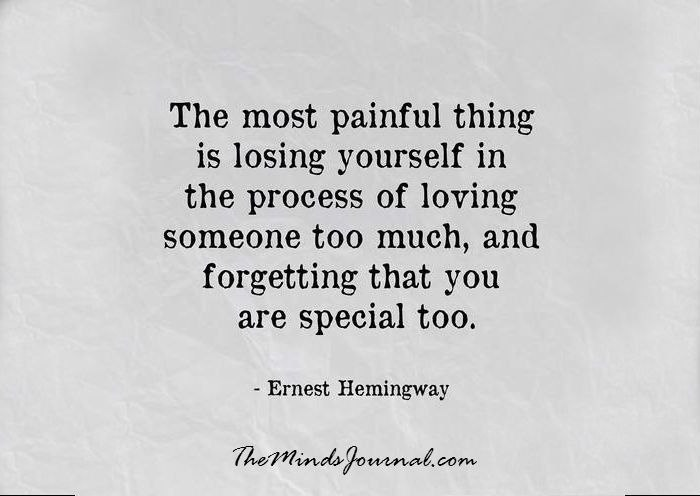 The most painful thing
is losing yourself in
the process of loving
someone too much, and
forgetting that you
are special too.
- Ernest Hemingway
TheMindsJournal.com